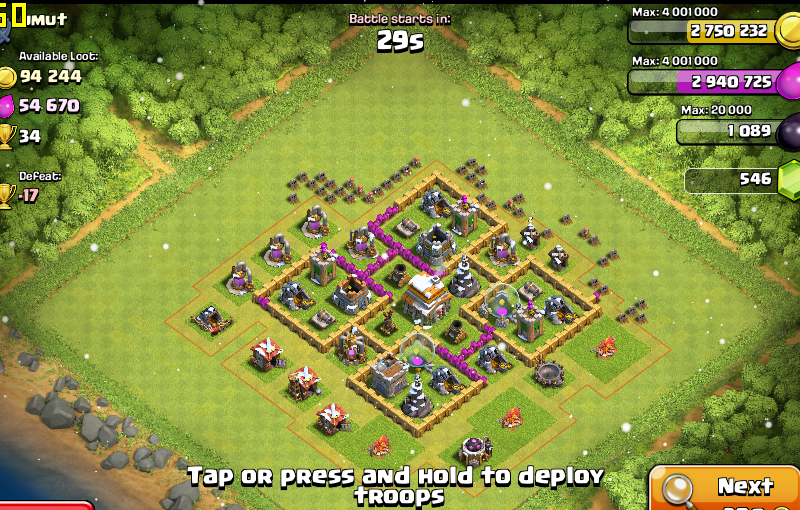 60
umut
Battle starts in:
29s
Available Loot:
94 244
54 670
34
Defeat:
-17
Max: 4 001 000
2 750 232
Max: 4 001 000
2 940 725
Max: 20 000
1 089
546
Tap or press and hold to deploy
troops
Next